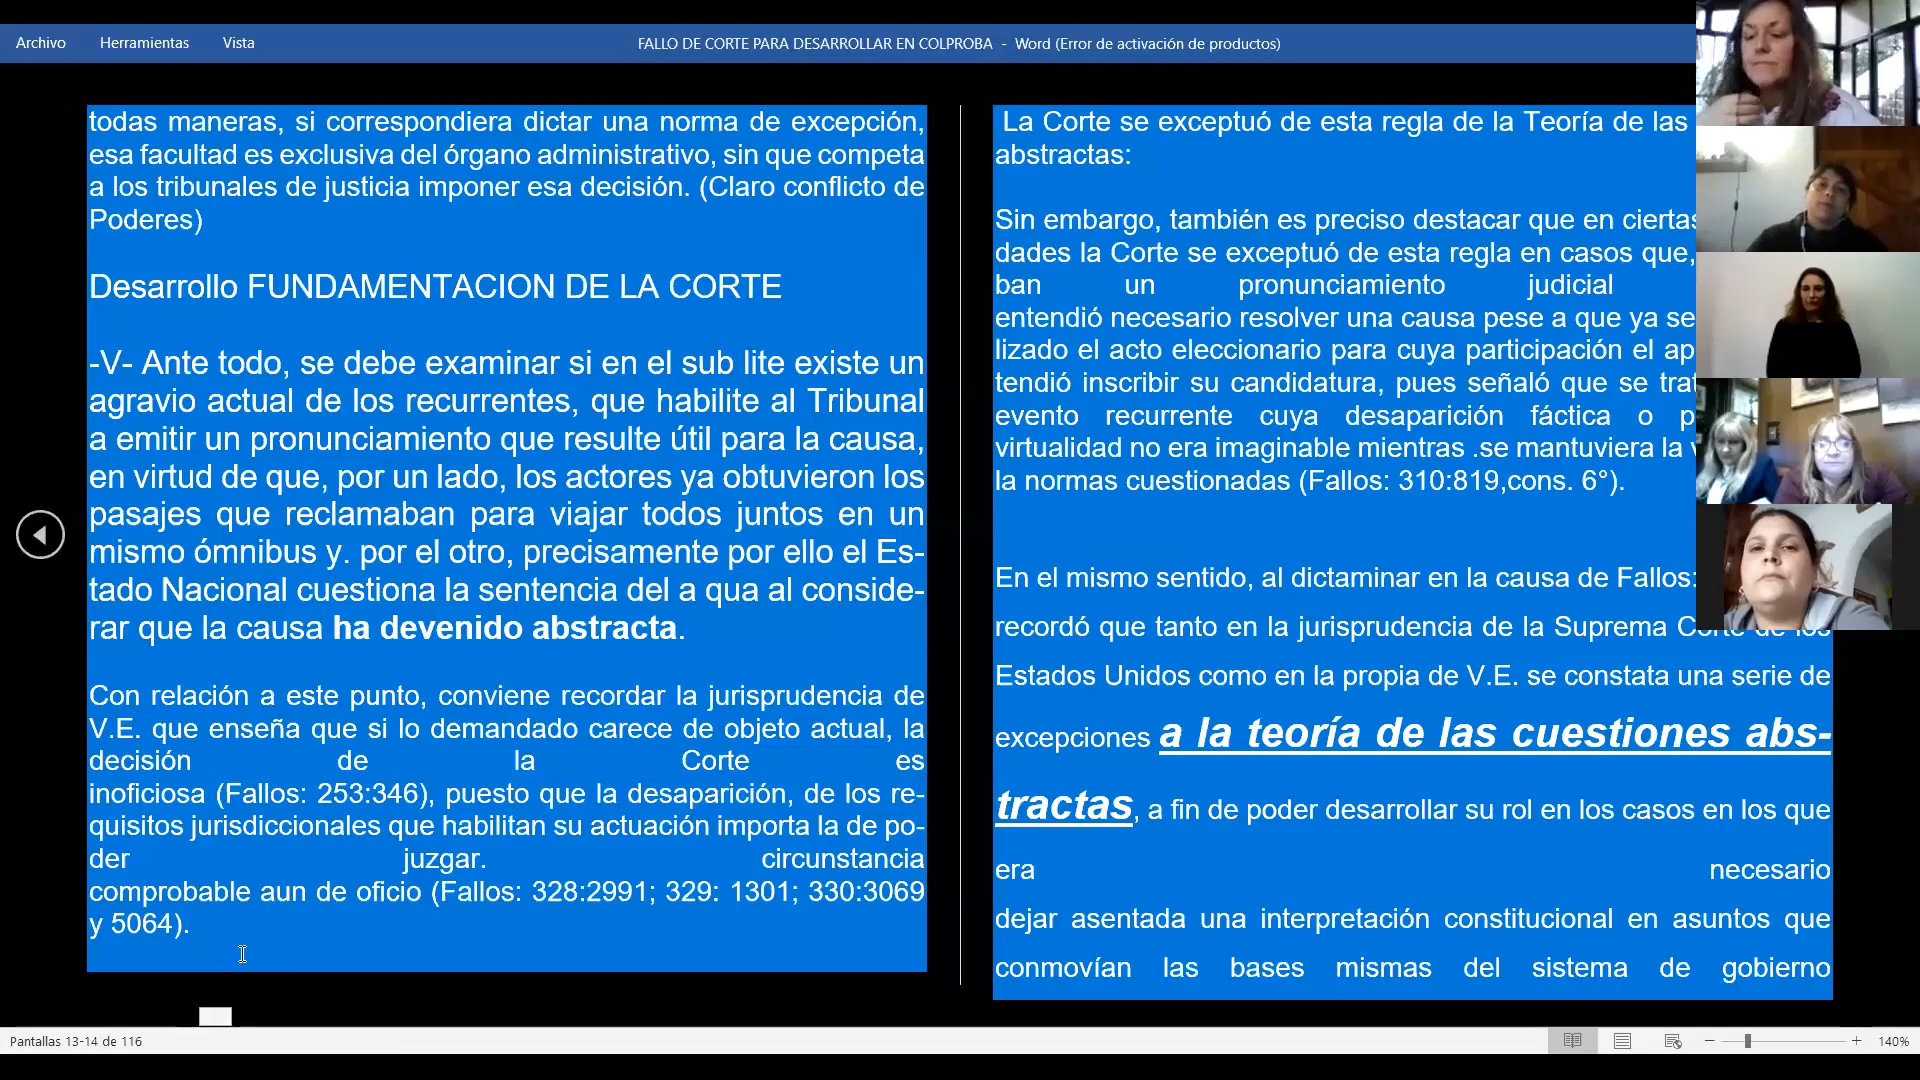 Archivo Herramientas Vista
FALLO DE CORTE PARA DESARROLLAR EN COLPROBA - Word (Error de activación de productos)
todas maneras, si correspondiera dictar una norma de excepción,
esa facultad es exclusiva del órgano administrativo, sin que competa
a los tribunales de justicia imponer esa decisión. (Claro conflicto de
Poderes)
Desarrollo FUNDAMENTACION DE LA CORTE
-V- Ante todo, se debe examinar si en el sub lite existe un
agravio actual de los recurrentes, que habilite al Tribunal
a emitir un pronunciamiento que resulte útil para la causa,
en virtud de que, por un lado, los actores ya obtuvieron los
pasajes que reclamaban para viajar todos juntos en un
mismo ómnibus y. por el otro, precisamente por ello el Es-
tado Nacional cuestiona la sentencia del a qua al conside-
rar que la causa ha devenido abstracta.
Con relación a este punto, conviene recordar la jurisprudencia de
V.E. que enseña que si lo demandado carece de objeto actual, la
decisión de la Corte es
inoficiosa (Fallos: 253:346), puesto que la desaparición, de los re-
quisitos jurisdiccionales que habilitan su actuación importa la de po-
der juzgar. circunstancia
comprobable aun de oficio (Fallos: 328:2991; 329: 1301; 330:3069
y 5064).
La Corte se exceptuó de esta regla de la Teoría de las
abstractas:
Sin embargo, también es preciso destacar que en ciertas
dades la Corte se exceptuó de esta regla en casos que,
ban un pronunciamiento judicial
entendió necesario resolver una causa pese a que ya se
lizado el acto eleccionario para cuya participación el ap
tendió inscribir su candidatura, pues señaló que se trat
evento recurrente cuya desaparición fáctica o p
virtualidad no era imaginable mientras .se mantuviera la
la normas cuestionadas (Fallos: 310:819,cons. 6°).
En el mismo sentido, al dictaminar en la causa de Fallos:
recordó que tanto en la jurisprudencia de la Suprema Corte de los
Estados Unidos como en la propia de V.E. se constata una serie de
excepciones a la teoría de las cuestiones abs-
tractas, a fin de poder desarrollar su rol en los casos en los que
era necesario
dejar asentada una interpretación constitucional en asuntos que
conmovían las bases mismas del sistema de gobierno
Pantallas 13-14 de 116
140%